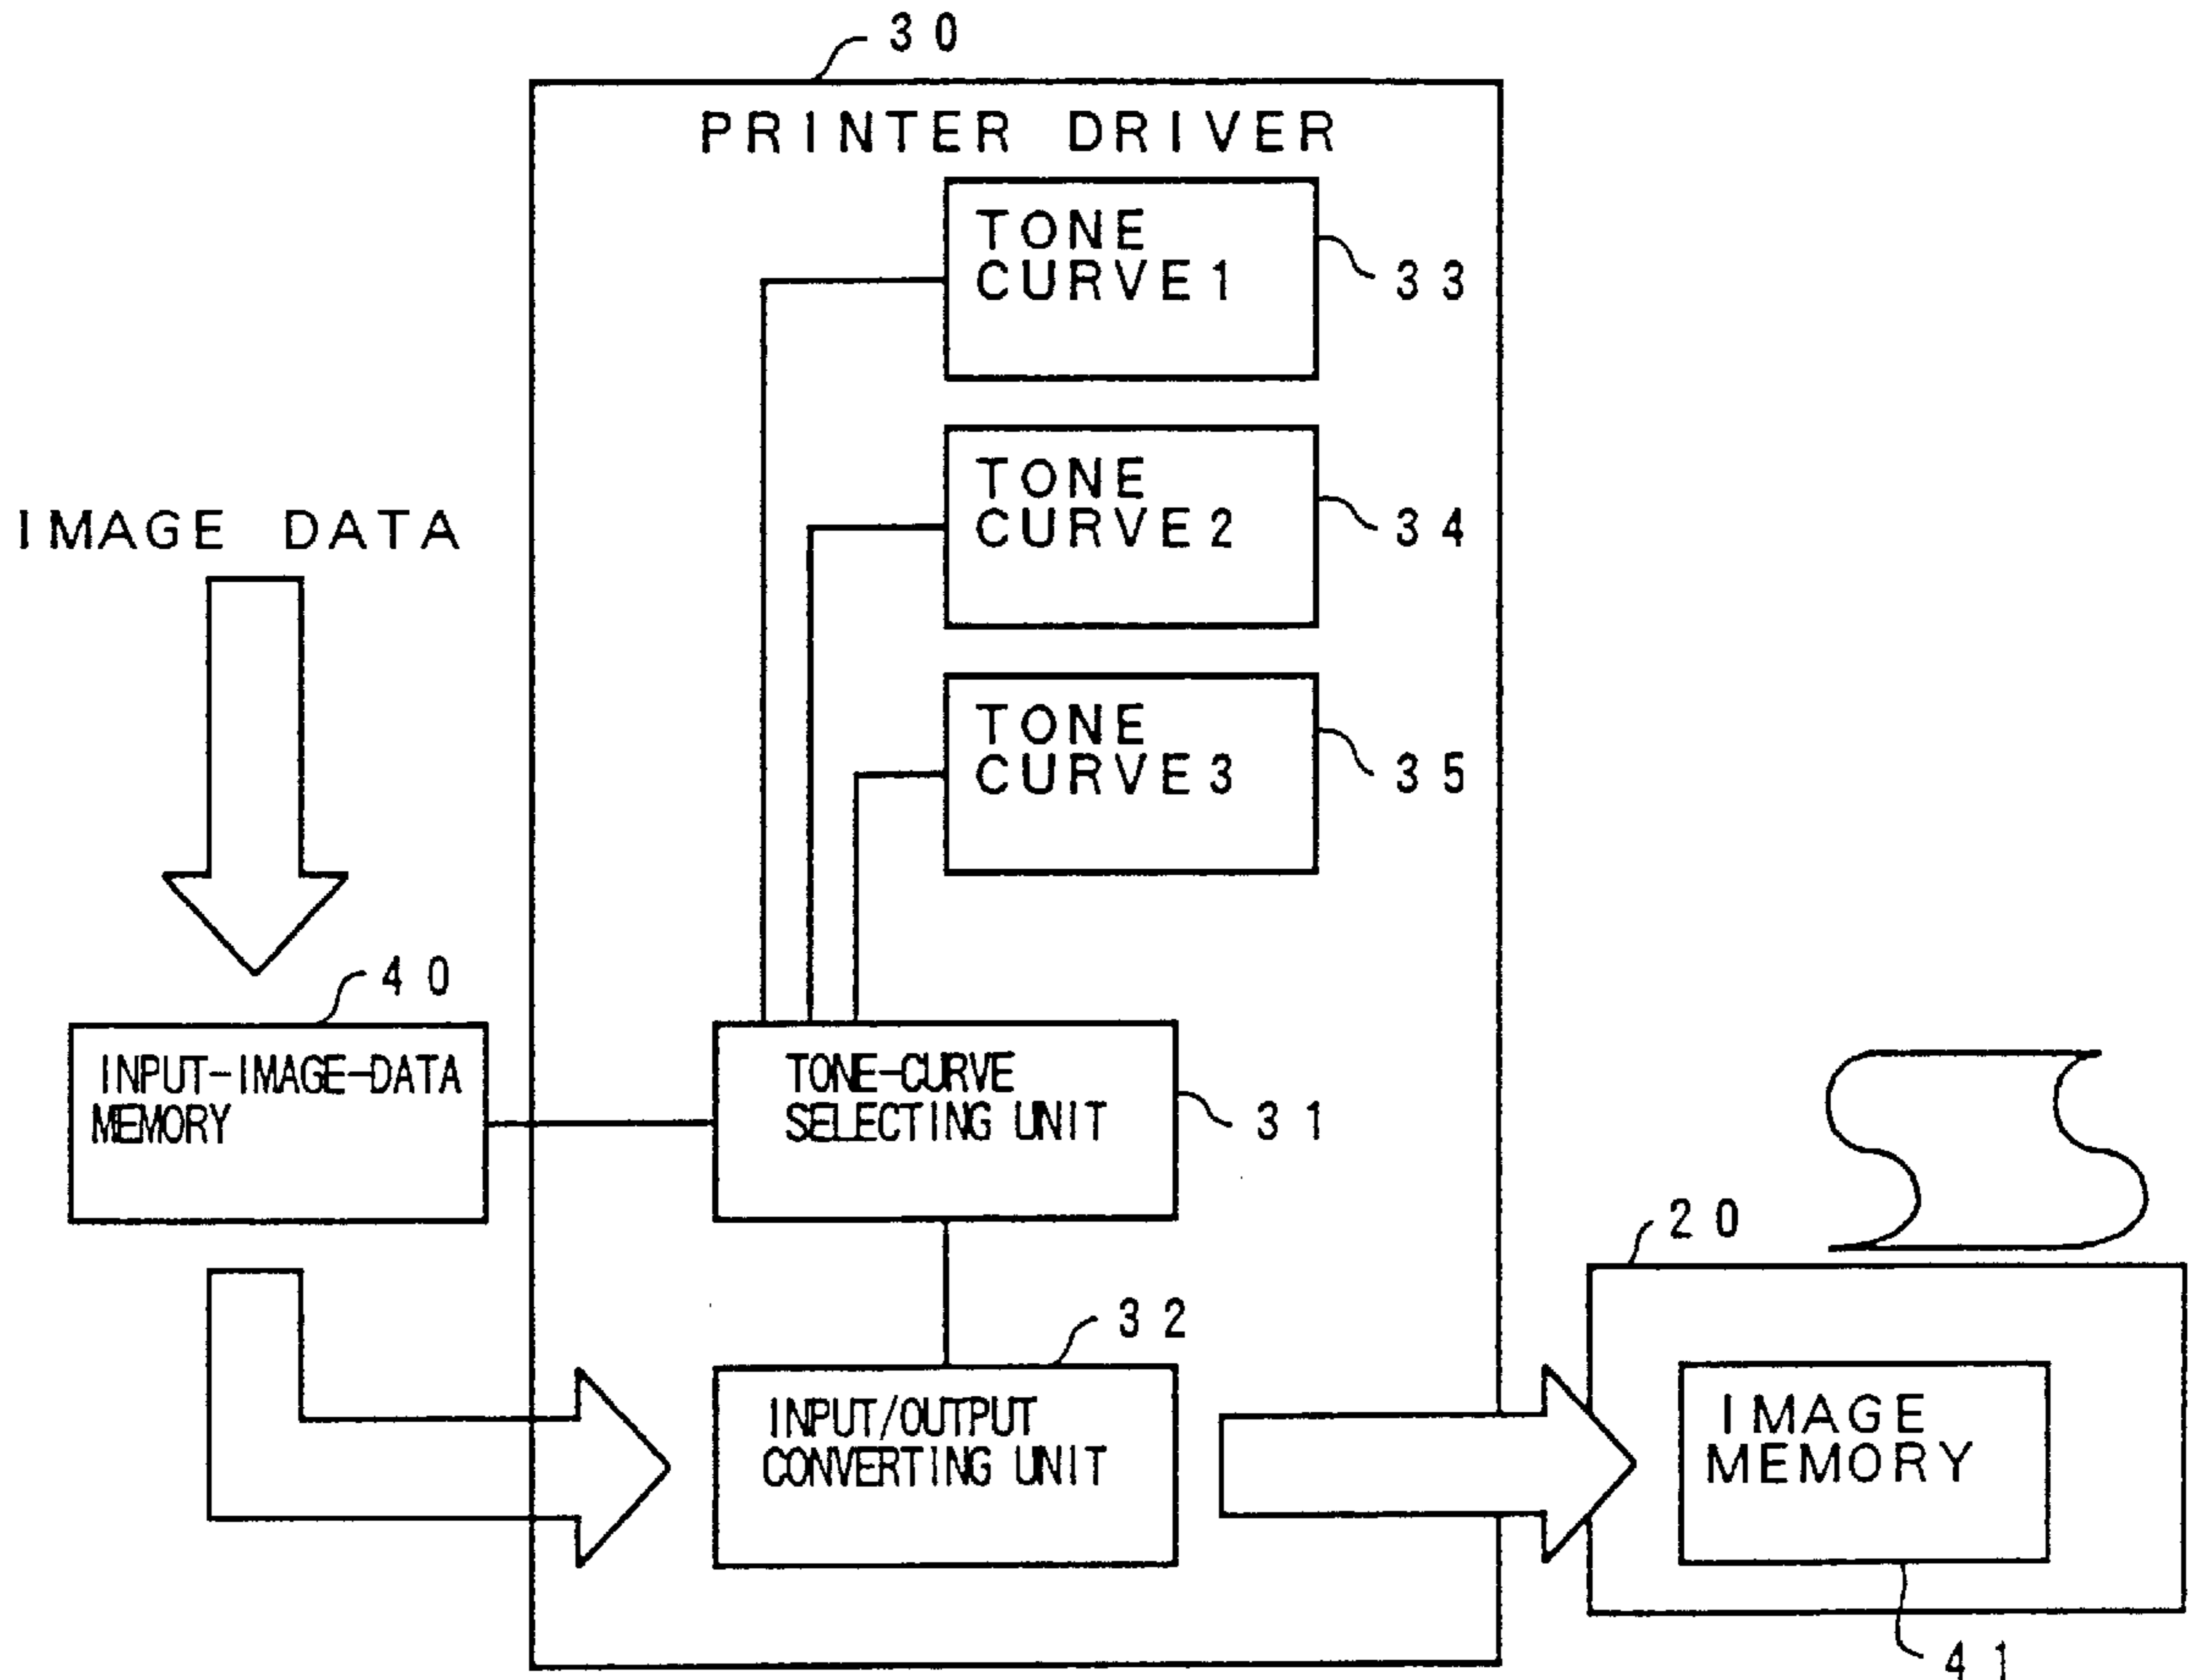 30
PRINTER DRIVER
TONE
CURVE1
33
TONE
CURVE2
34
IMAGE DATA
TONE
CURVE3
35
40
INPUT-IMAGE-DATA
MEMORY
TONE-CURVE
SELECTING UNIT
31
20
32
INPUT/OUTPUT
CONVERTING UNIT
IMAGE
MEMORY
41